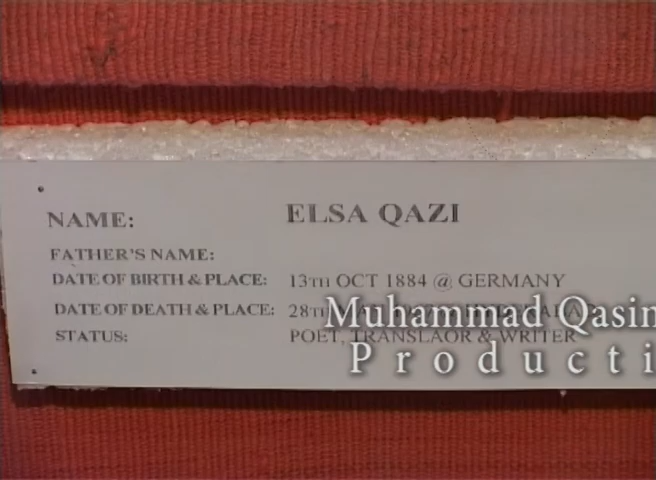 NAME: ELSA QAZI
FATHER'S NAME:
DATE OF BIRTH & PLACE: 13TH OCT 1884 @ GERMANY
DATE OF DEATH & PLACE: 28TH
STATUS: POET, TRANSLAOR & WRITER
Muhammad Qasim
Producti